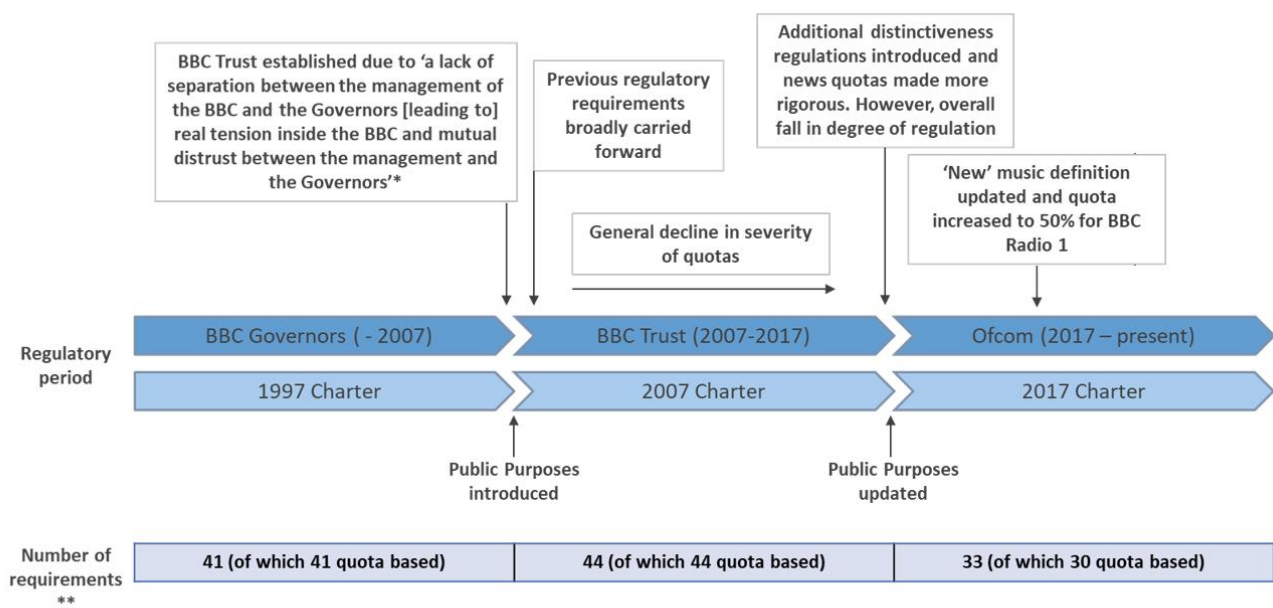 BBC Trust established due to ‘a lack of
separation between the management of
the BBC and the Governors [leading to]
real tension inside the BBC and mutual
distrust between the management and
the Governors’*
Previous regulatory
requirements
broadly carried
forward
Additional distinctiveness
regulations introduced and
news quotas made more
rigorous. However, overall
fall in degree of regulation
‘New’ music definition
updated and quota
increased to 50% for BBC
Radio 1
General decline in severity
of quotas
Regulatory
period
BBC Governors ( - 2007)
BBC Trust (2007-2017)
Ofcom (2017 – present)
1997 Charter
2007 Charter
2017 Charter
Public Purposes
introduced
Public Purposes
updated
Number of
requirements
**
41 (of which 41 quota based)
44 (of which 44 quota based)
33 (of which 30 quota based)